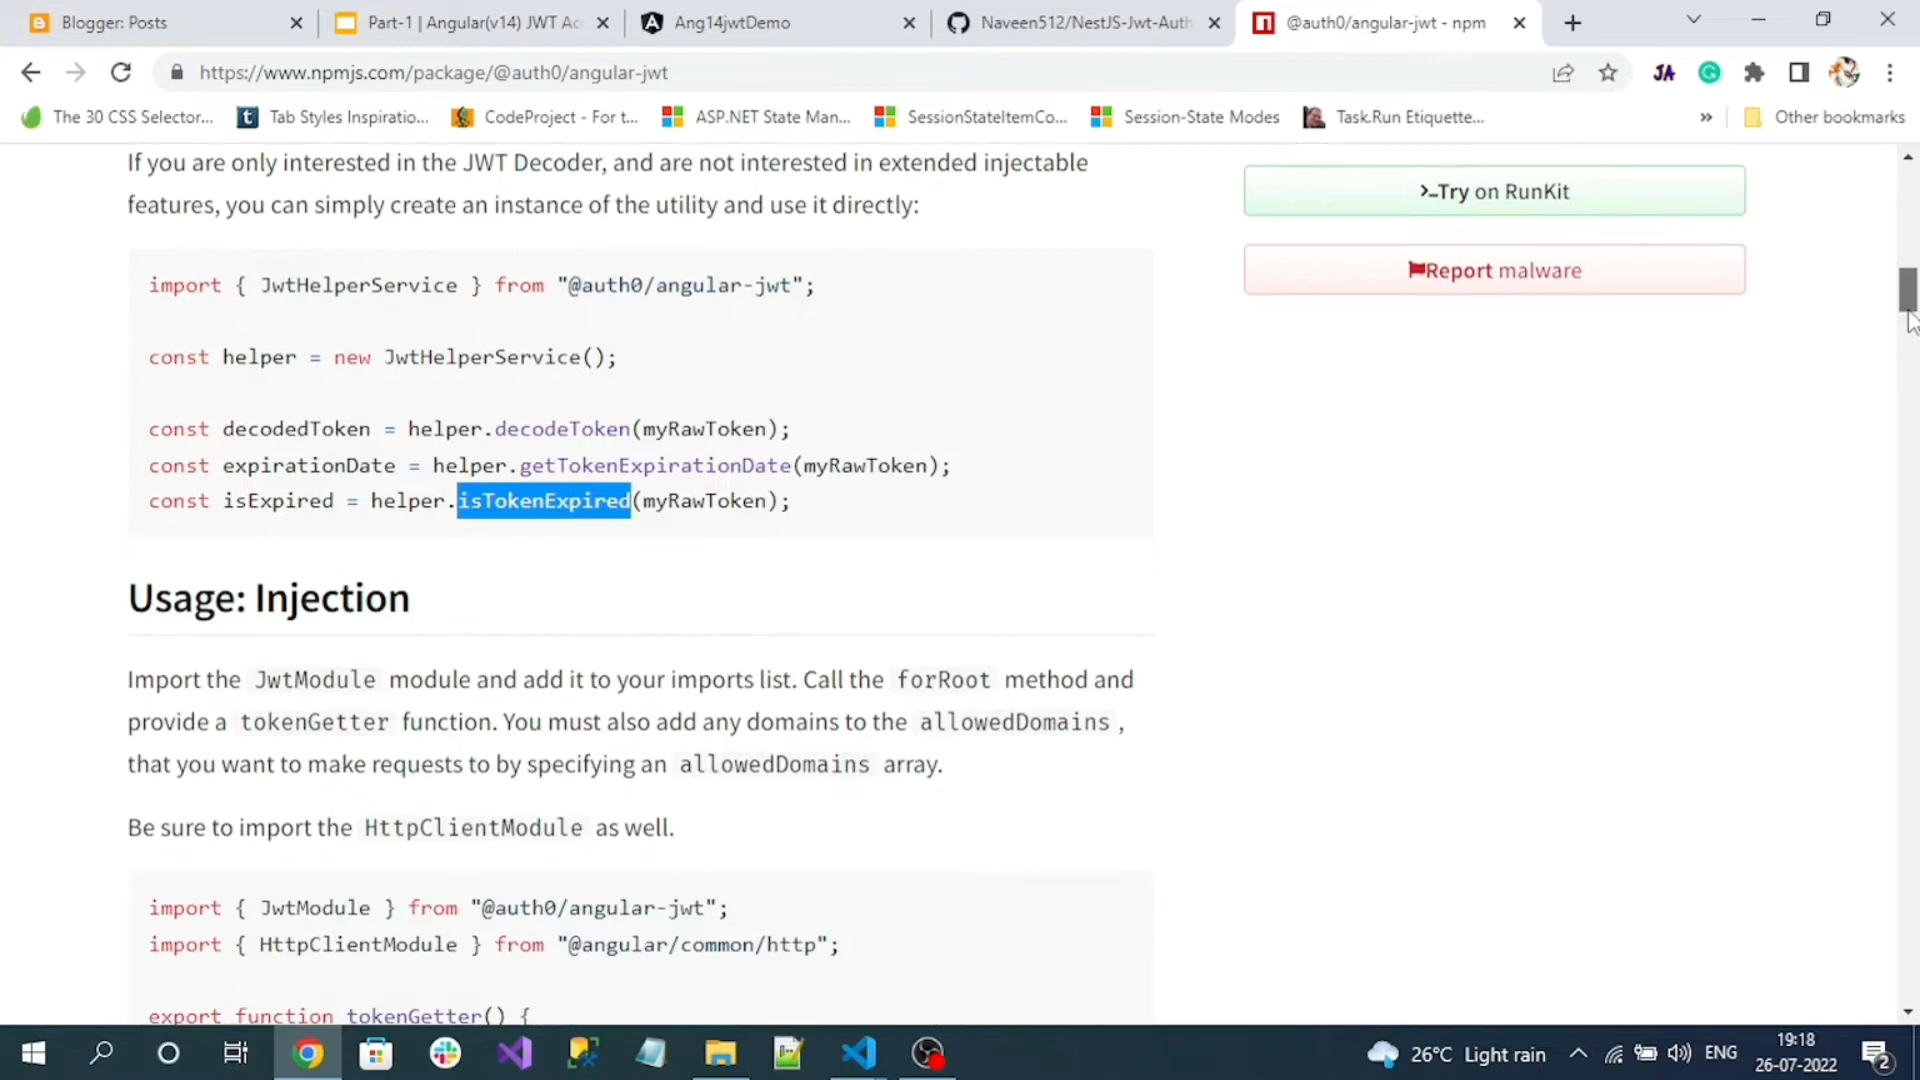 Blogger: Posts
Part-1 | Angular(v14) JWT Ac
Ang14jwtDemo
Naveen512/NestJS-Jwt-Auth
@auth0/angular-jwt - npm
https://www.npmjs.com/package/@auth0/angular-jwt
JA
The 30 CSS Selector...
Tab Styles Inspiratio...
CodeProject - For t...
ASP.NET State Man...
SessionStateItemCo...
Session-State Modes
Task.Run Etiquette...
»
Other bookmarks
If you are only interested in the JWT Decoder, and are not interested in extended injectable
features, you can simply create an instance of the utility and use it directly:
>_Try on RunKit
Report malware
import { JwtHelperService } from "@auth0/angular-jwt";
const helper = new JwtHelperService();
const decodedToken = helper.decodeToken(myRawToken);
const expirationDate = helper.getTokenExpirationDate(myRawToken);
const isExpired = helper.isTokenExpired(myRawToken);
Usage: Injection
Import the JwtModule module and add it to your imports list. Call the forRoot method and
provide a tokenGetter function. You must also add any domains to the allowedDomains ,
that you want to make requests to by specifying an allowedDomains array.
Be sure to import the HttpClientModule as well.
import { JwtModule } from "@auth0/angular-jwt";
import { HttpClientModule } from "@angular/common/http";
export function tokenGetter() {
26°C Light rain
ENG
19:18
26-07-2022
2